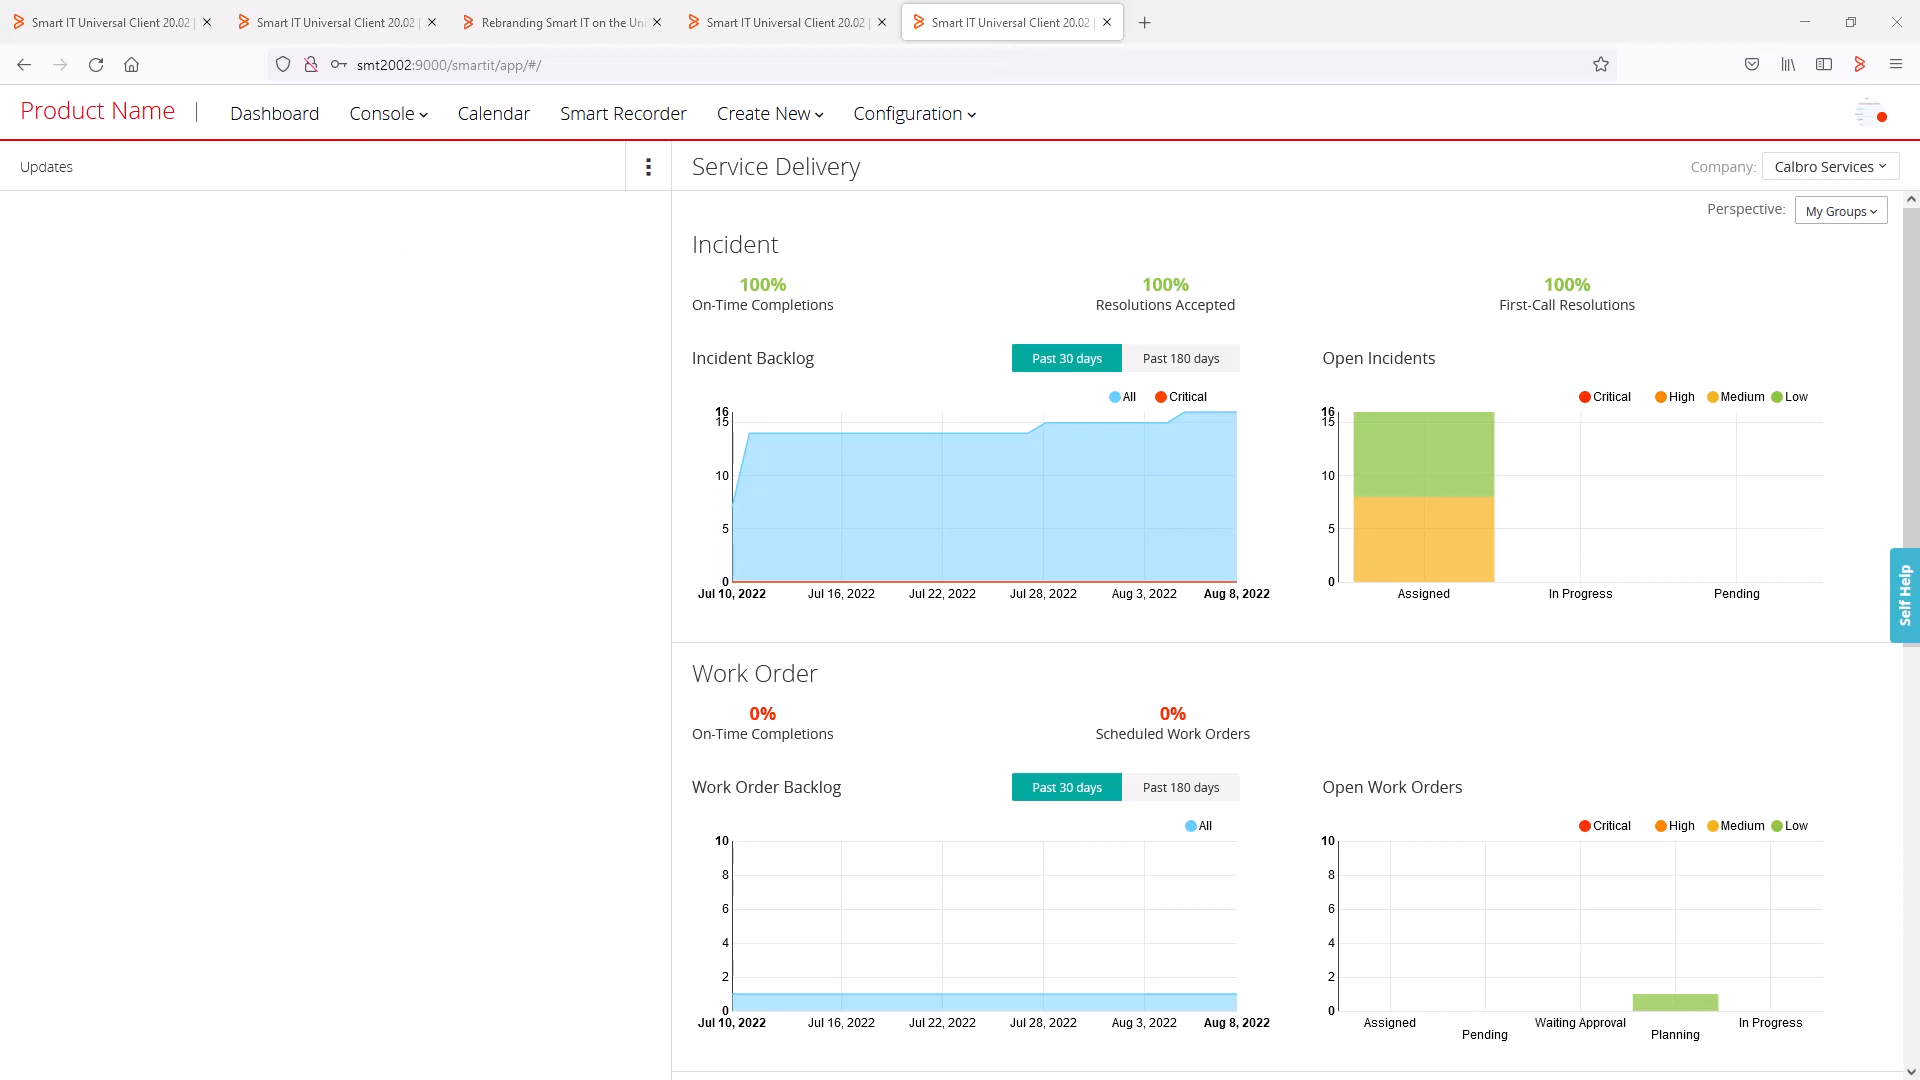 Smart IT Universal Client 20.02 |
Smart IT Universal Client 20.02 |
Rebranding Smart IT on the Uni
Smart IT Universal Client 20.02 |
Smart IT Universal Client 20.02 |
smt2002:9000/smartit/app/#/
Product Name
Dashboard
Console
Calendar
Smart Recorder
Create New
Configuration
Updates
Service Delivery
Company: Calbro Services
Perspective: My Groups
Incident
100%
On-Time Completions
100%
Resolutions Accepted
100%
First-Call Resolutions
Incident Backlog
Past 30 days
Past 180 days
All
Critical
16
15
10
5
0
Jul 10, 2022
Jul 16, 2022
Jul 22, 2022
Jul 28, 2022
Aug 3, 2022
Aug 8, 2022
Open Incidents
Critical
High
Medium
Low
16
15
10
5
0
Assigned
In Progress
Pending
Self Help
Work Order
0%
On-Time Completions
0%
Scheduled Work Orders
Work Order Backlog
Past 30 days
Past 180 days
All
10
8
6
4
2
0
Jul 10, 2022
Jul 16, 2022
Jul 22, 2022
Jul 28, 2022
Aug 3, 2022
Aug 8, 2022
Open Work Orders
Critical
High
Medium
Low
10
8
6
4
2
0
Assigned
Pending
Waiting Approval
Planning
In Progress